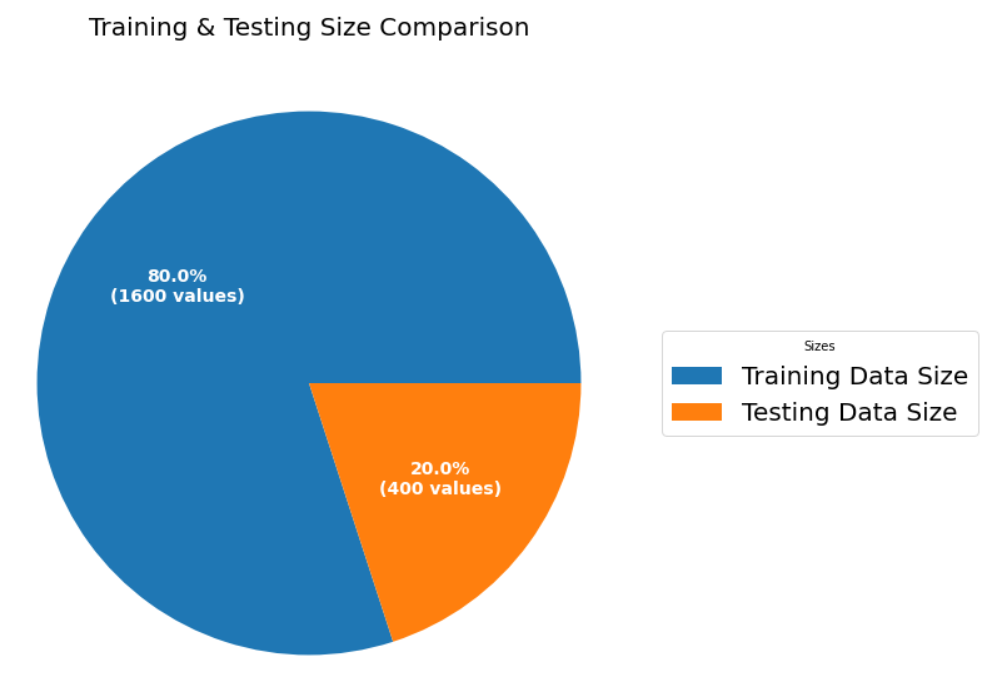 Training & Testing Size Comparison
80.0%
(1600 values)
20.0%
(400 values)
Sizes
Training Data Size
Testing Data Size